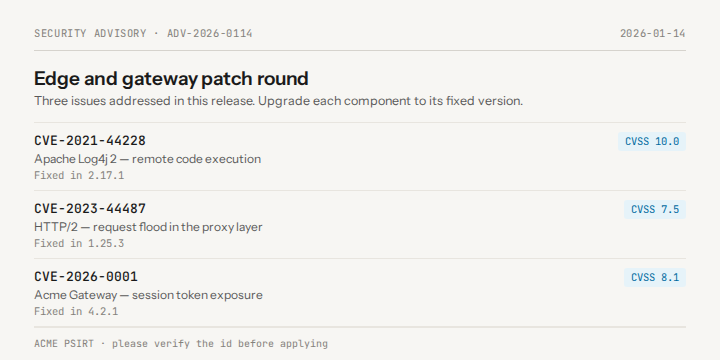 SECURITY ADVISORY · ADV-2026-0114 2026-01-14
Edge and gateway patch round
Three issues addressed in this release. Upgrade each component to its fixed version.
CVE-2021-44228 CVSS 10.0
Apache Log4j 2 — remote code execution
Fixed in 2.17.1
CVE-2023-44487 CVSS 7.5
HTTP/2 — request flood in the proxy layer
Fixed in 1.25.3
CVE-2026-0001 CVSS 8.1
Acme Gateway — session token exposure
Fixed in 4.2.1
ACME PSIRT · please verify the id before applying